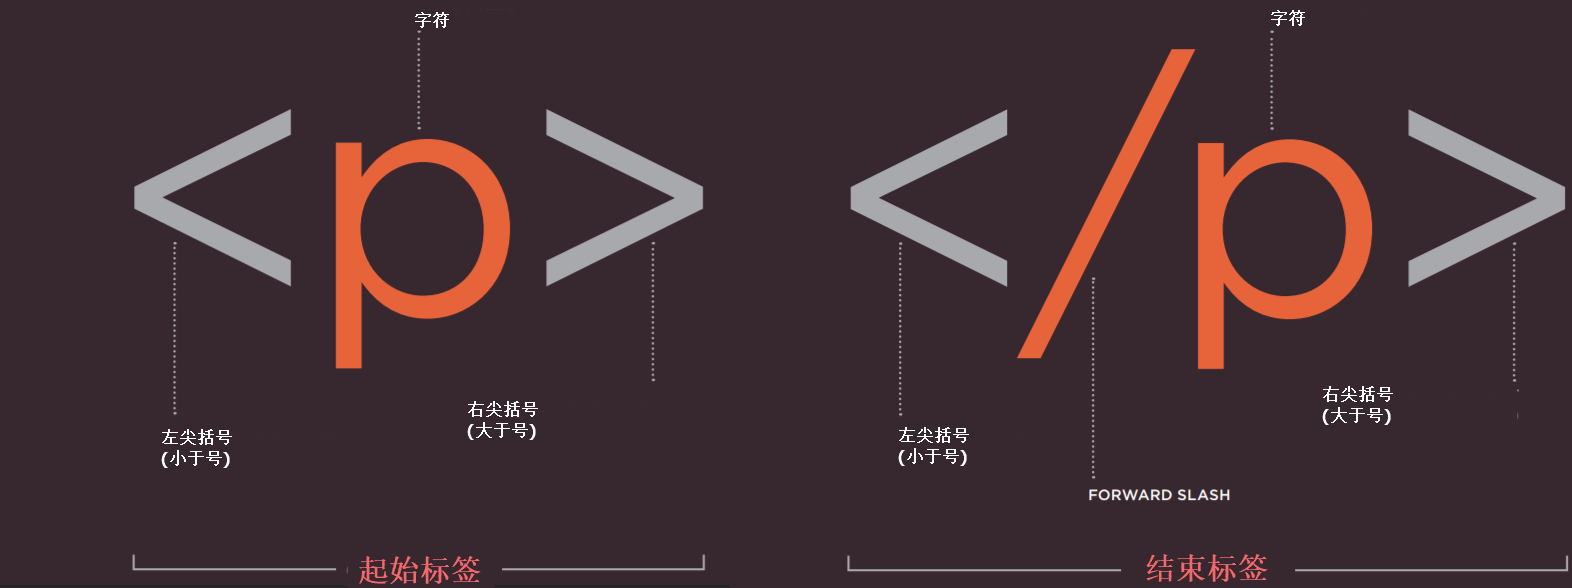 字符
<p>
右尖括号
(大于号)
左尖括号
(小于号)
起始标签
字符
</p>
右尖括号
(大于号)
左尖括号
(小于号)
FORWARD SLASH
结束标签